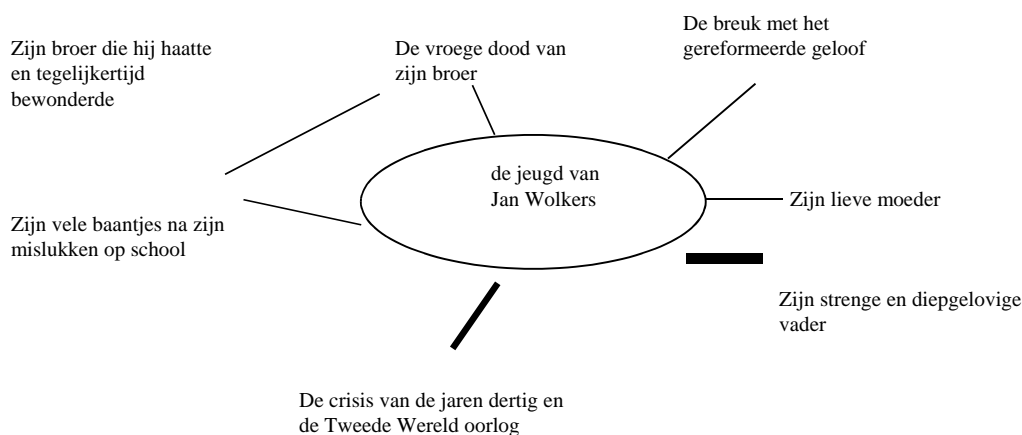 De breuk met het
gereformeerde geloof
Zijn broer die hij haatte
en tegelijkertijd
bewonderde
De vroege dood van
zijn broer
de jeugd van
Jan Wolkers
Zijn lieve moeder
Zijn vele baantjes na zijn
mislukken op school
Zijn strenge en diepgelovige
vader
De crisis van de jaren dertig en
de Tweede Wereld oorlog